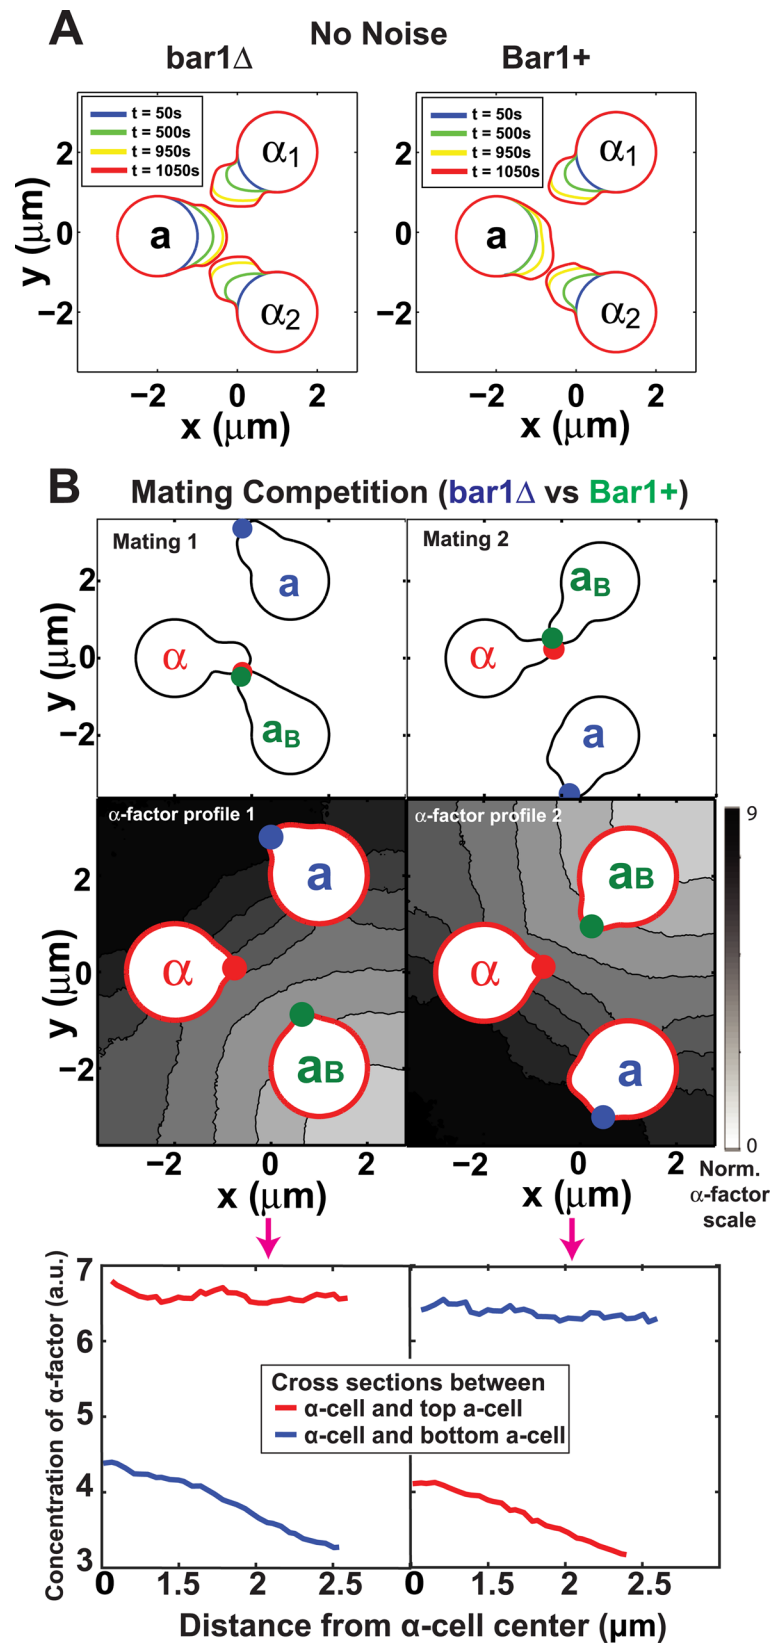 A
No Noise
bar1Δ
Bar1+
t = 50s
t = 500s
t = 950s
t = 1050s
α1
a
α2
2
0
−2
y (μm)
−2 0 2
x (μm)
t = 50s
t = 500s
t = 950s
t = 1050s
α1
a
α2
2
0
−2
−2 0 2
x (μm)
B
Mating Competition (bar1Δ vs Bar1+)
Mating 1
a
α
aB
2
0
−2
y (μm)
Mating 2
aB
α
a
α-factor profile 1
a
α
aB
2
0
−2
y (μm)
−2 0 2
x (μm)
α-factor profile 2
aB
α
a
−2 0 2
x (μm)
9
0
Norm.
α-factor
scale
Concentration of α-factor (a.u.)
7
6
5
4
3
Cross sections between
α-cell and top a-cell
α-cell and bottom a-cell
0 1.5 2 2.5
0 1.5 2 2.5
Distance from α-cell center (μm)